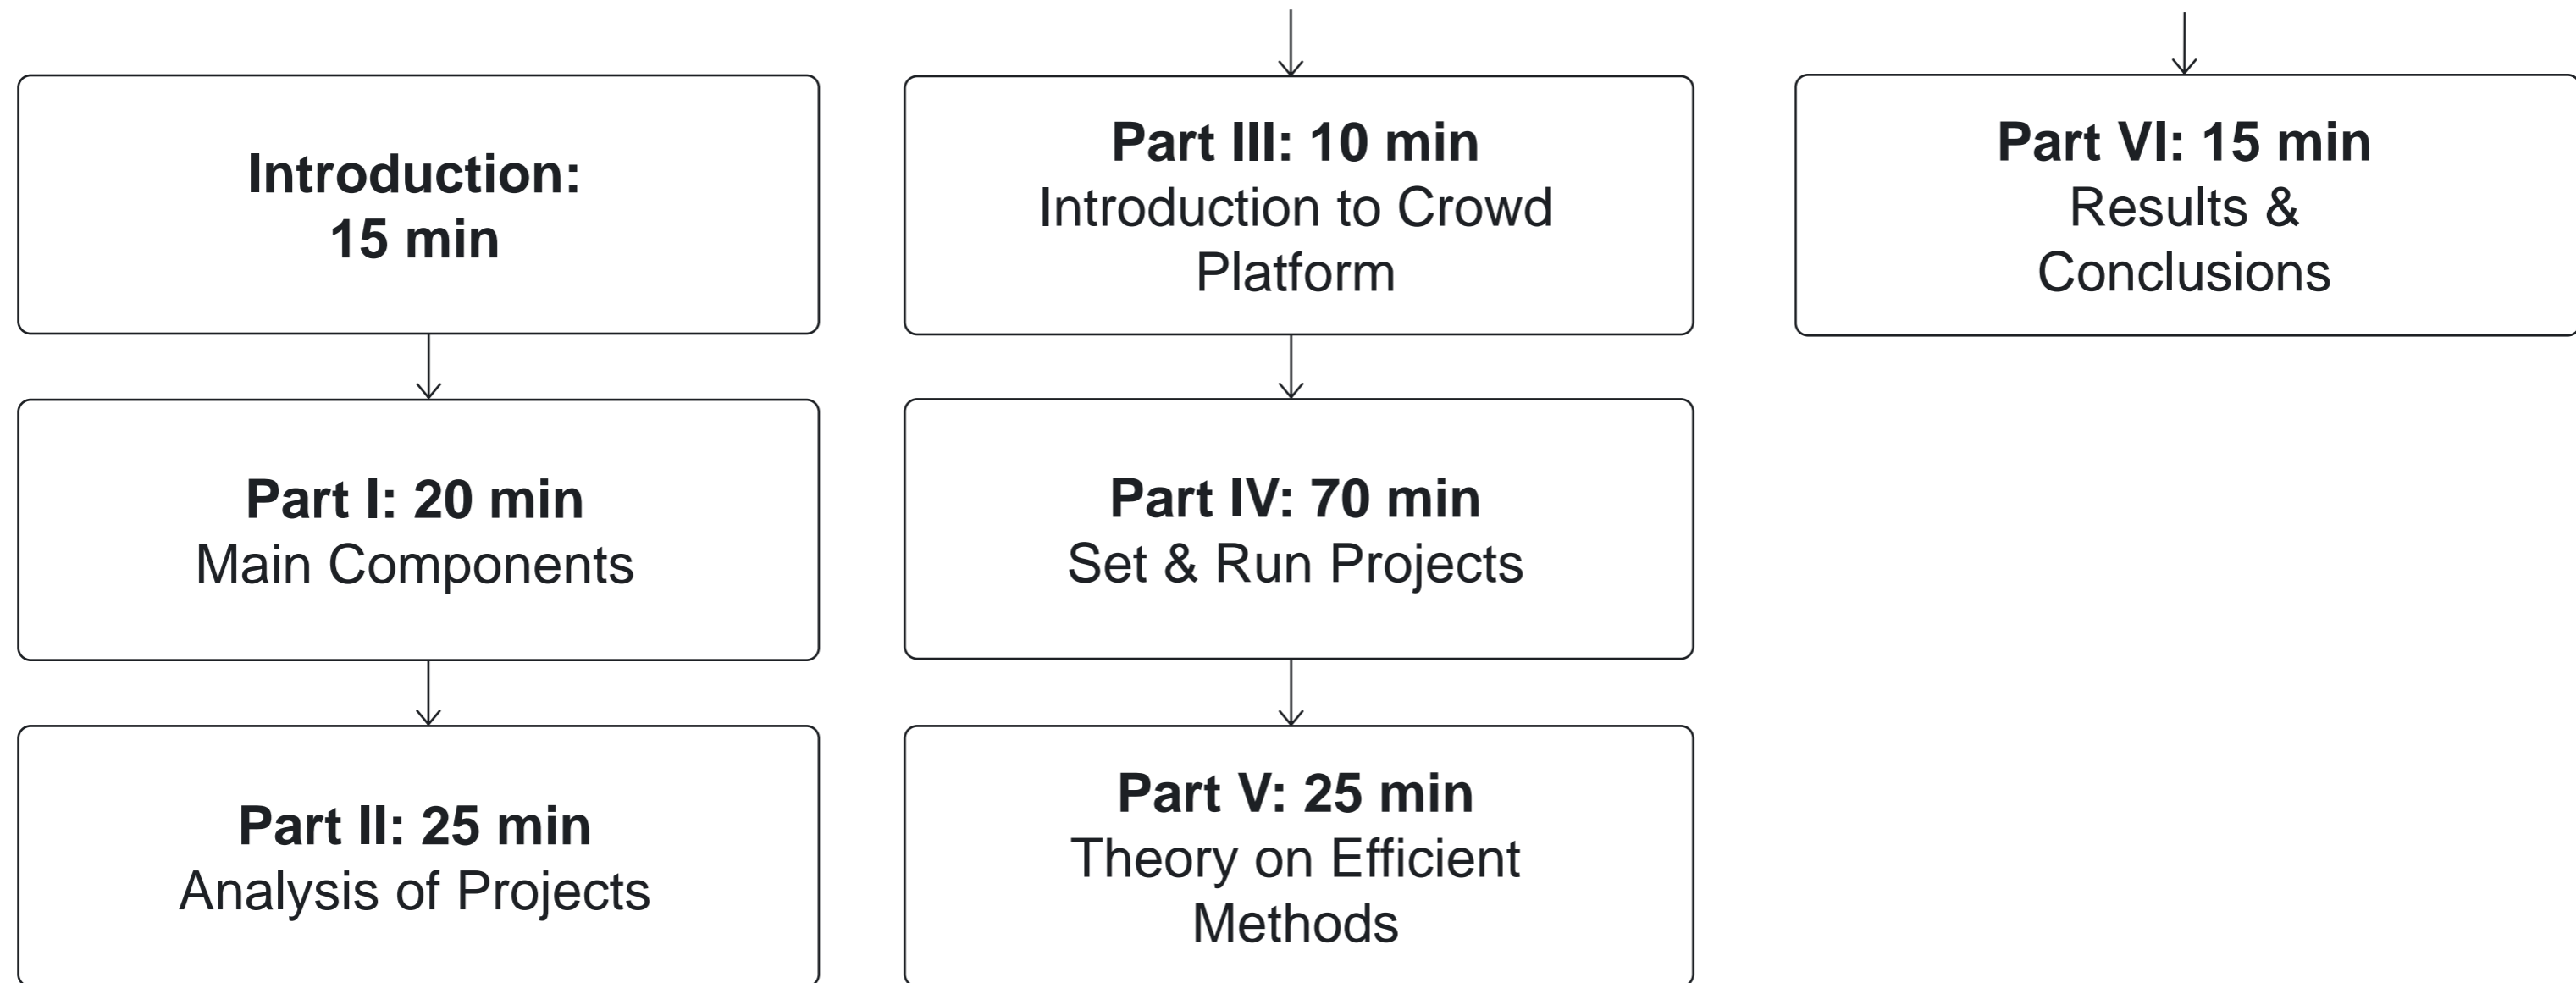 Introduction:
15 min
Part I: 20 min
Main Components
Part II: 25 min
Analysis of Projects
Part III: 10 min
Introduction to Crowd
Platform
Part IV: 70 min
Set & Run Projects
Part V: 25 min
Theory on Efficient
Methods
Part VI: 15 min
Results &
Conclusions